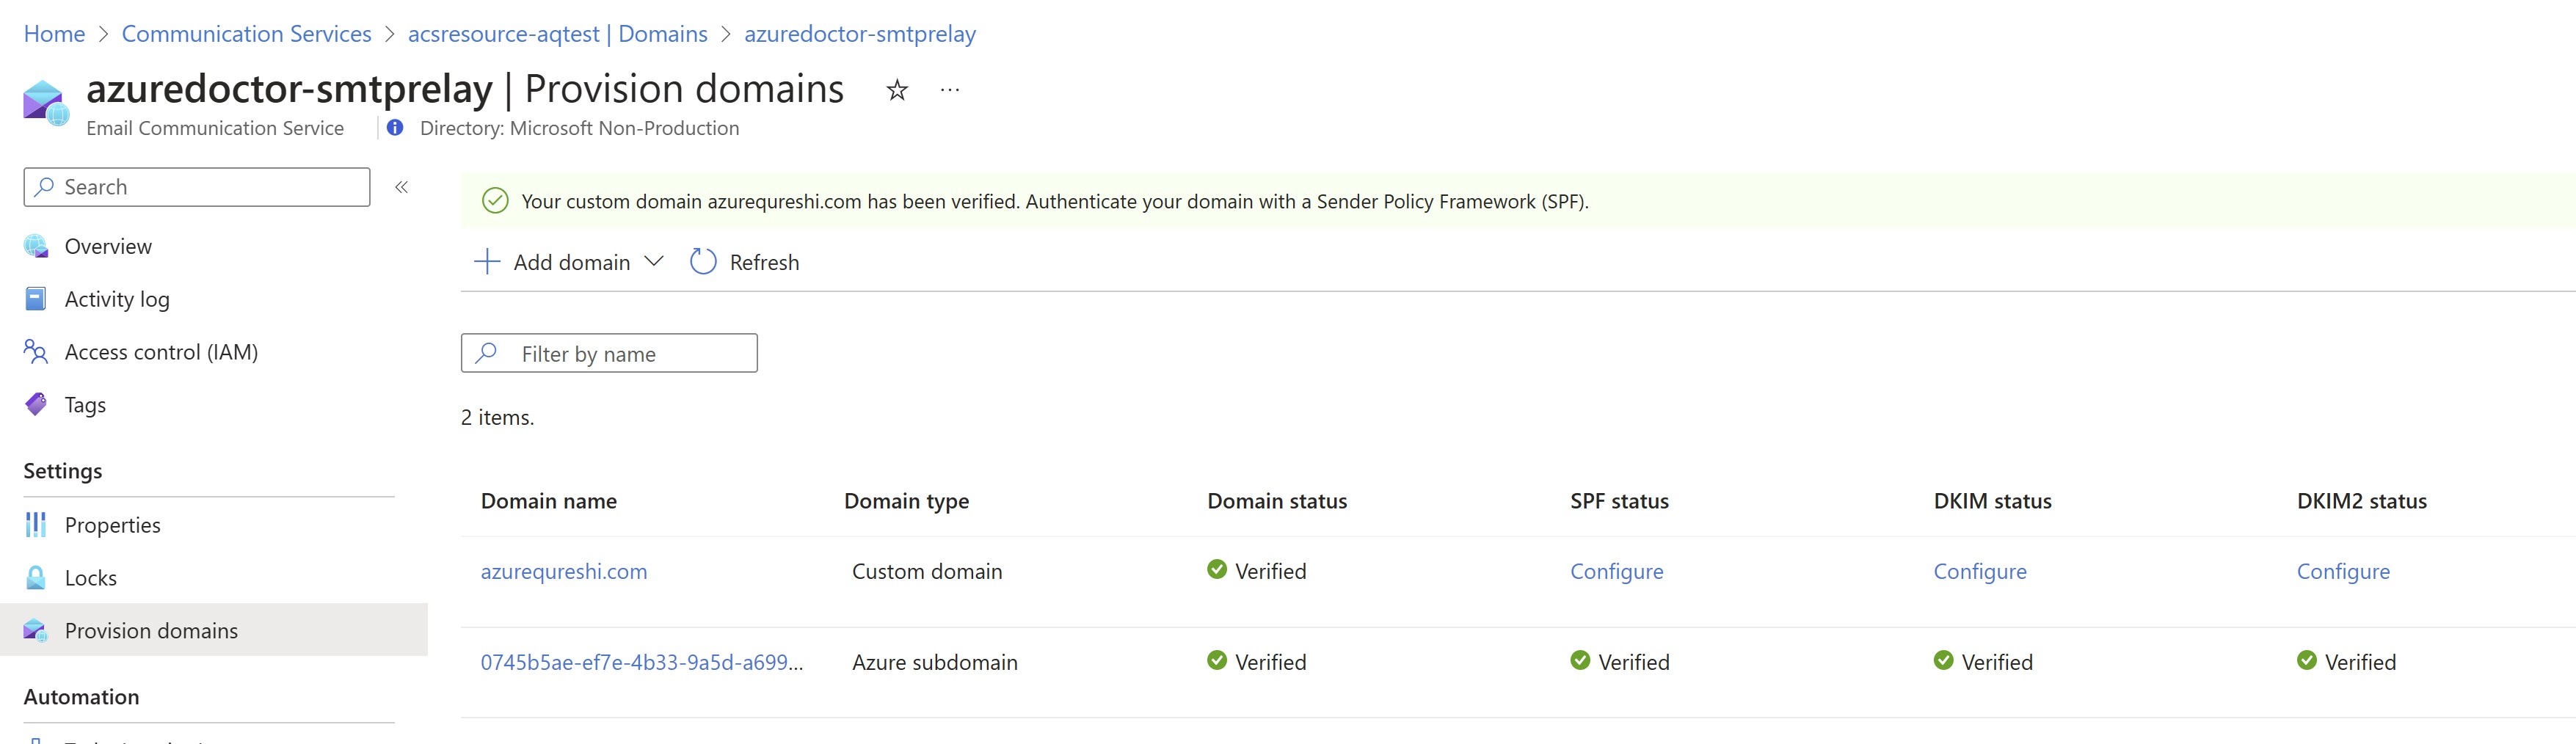 Home > Communication Services > acsresource-aqtest | Domains > azuredoctor-smtprelay
azuredoctor-smtprelay | Provision domains
Email Communication Service
Directory: Microsoft Non-Production
Search
Overview
Activity log
Access control (IAM)
Tags
Settings
Properties
Locks
Provision domains
Automation
Your custom domain azurequreshi.com has been verified. Authenticate your domain with a Sender Policy Framework (SPF).
Add domain
Refresh
Filter by name
2 items.
Domain name Domain type Domain status SPF status DKIM status DKIM2 status
azurequreshi.com Custom domain Verified Configure Configure Configure
0745b5ae-ef7e-4b33-9a5d-a699... Azure subdomain Verified Verified Verified Verified